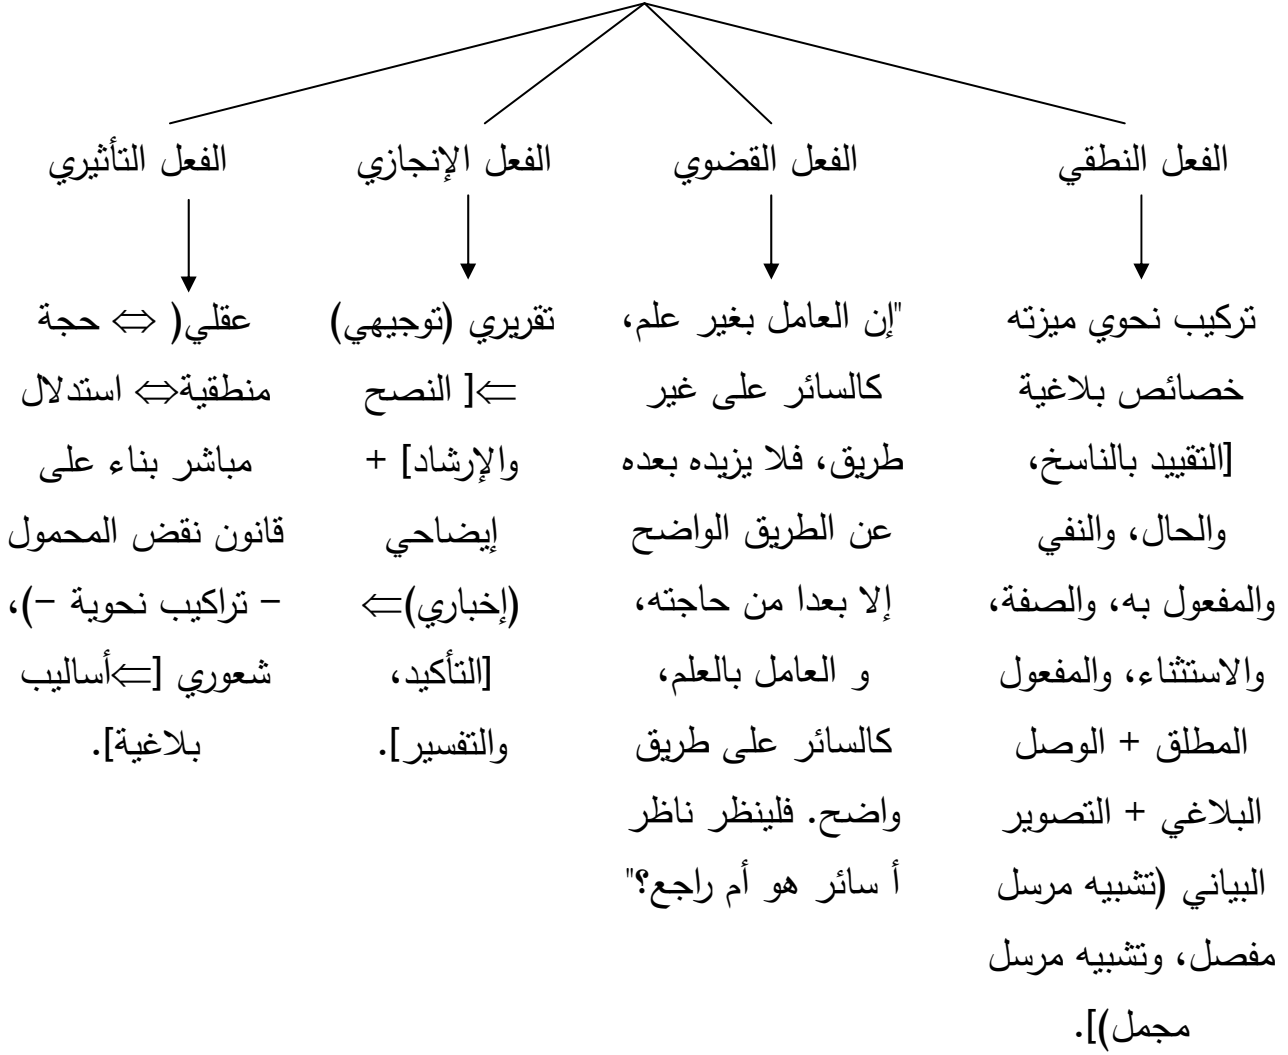 الفعل النطقي
تركيب نحوي ميزته
خصائص بلاغية
[التقييد بالناسخ،
والحال، والنفي
والمفعول به، والصفة،
والاستثناء، والمفعول
المطلق + الوصل
البلاغي + التصوير
البياني (تشبيه مرسل
مفصل، وتشبيه مرسل
مجمل)].
الفعل القضوي
"إن العامل بغير علم،
كالسائر على غير
طريق، فلا يزيده بعده
عن الطريق الواضح
إلا بعدا من حاجته،
و العامل بالعلم،
كالسائر على طريق
واضح. فلينظر ناظر
أ سائر هو أم راجع؟"
الفعل الإنجازي
تقريري (توجيهي)
⇐[ النصح
والإرشاد] +
إيضاحي
(إخباري)⇐
[التأكيد،
والتفسير].
الفعل التأثيري
عقلي( ⇔ حجة
منطقية⇔ استدلال
مباشر بناء على
قانون نقض المحمول
– تراكيب نحوية –)،
شعوري [⇐أساليب
بلاغية].